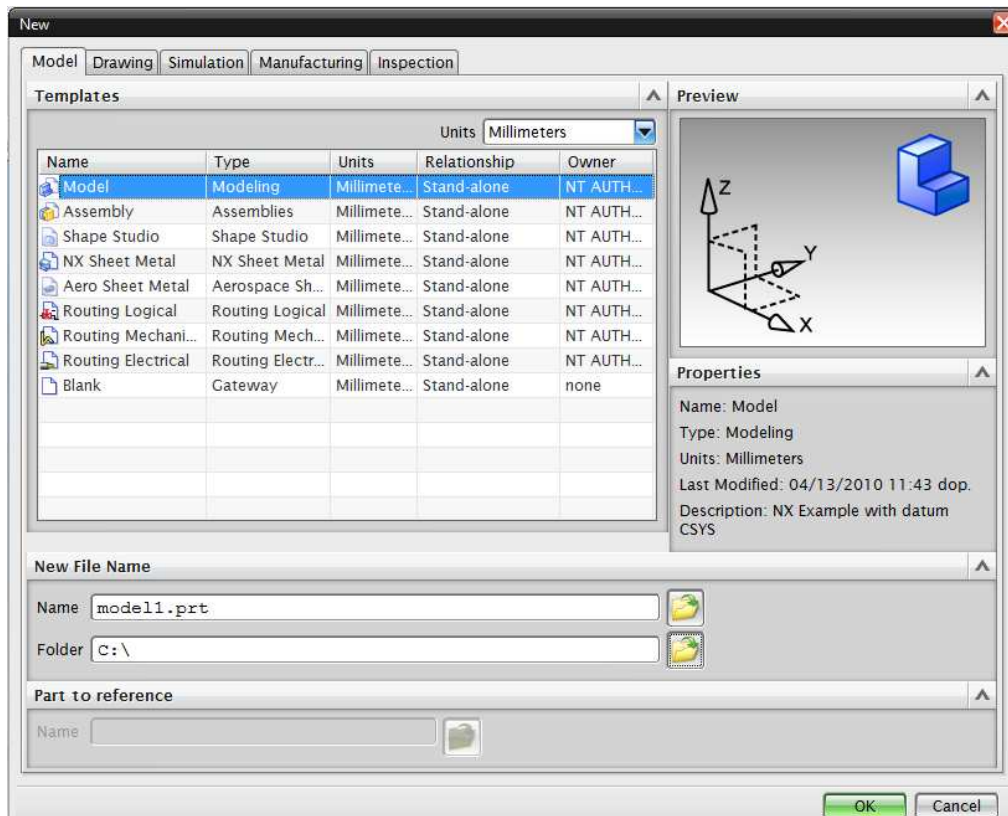 New
Model Drawing Simulation Manufacturing Inspection
Templates
Units Millimeters
Name Type Units Relationship Owner
Model Modeling Millimete... Stand-alone NT AUTH...
Assembly Assemblies Millimete... Stand-alone NT AUTH...
Shape Studio Shape Studio Millimete... Stand-alone NT AUTH...
NX Sheet Metal NX Sheet Metal Millimete... Stand-alone NT AUTH...
Aero Sheet Metal Aerospace Sh... Millimete... Stand-alone NT AUTH...
Routing Logical Routing Logical Millimete... Stand-alone NT AUTH...
Routing Mechani... Routing Mech... Millimete... Stand-alone NT AUTH...
Routing Electrical Routing Electr... Millimete... Stand-alone NT AUTH...
Blank Gateway Millimete... Stand-alone none
Preview
Z
Y
X
Properties
Name: Model
Type: Modeling
Units: Millimeters
Last Modified: 04/13/2010 11:43 dop.
Description: NX Example with datum
CSYS
New File Name
Name model1.prt
Folder C:\
Part to reference
Name
OK Cancel